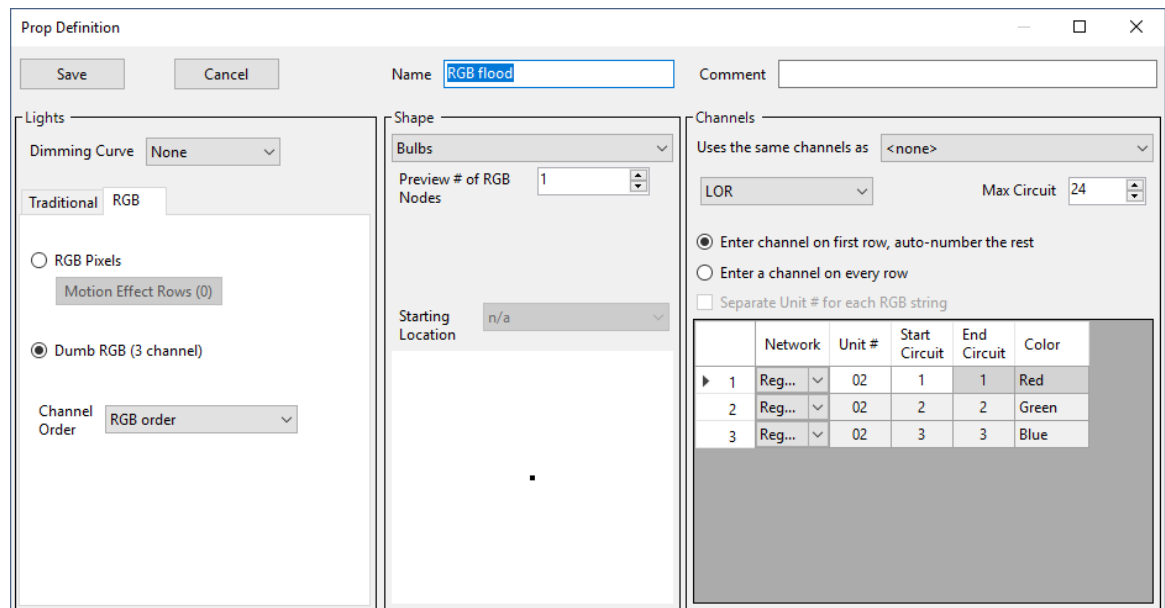 Prop Definition
Save
Cancel
Name
RGB flood
Comment
Lights
Dimming Curve
None
Traditional
RGB
RGB Pixels
Motion Effect Rows (0)
Dumb RGB (3 channel)
Channel
Order
RGB order
Shape
Bulbs
Preview # of RGB
Nodes
1
Starting
Location
n/a
Channels
Uses the same channels as
<none>
LOR
Max Circuit
24
Enter channel on first row, auto-number the rest
Enter a channel on every row
Separate Unit # for each RGB string
Network Unit # Start Circuit End Circuit Color
1 Reg... 02 1 1 Red
2 Reg... 02 2 2 Green
3 Reg... 02 3 3 Blue